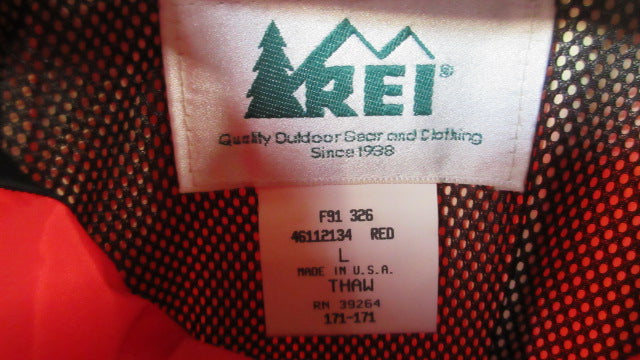 REI®
Quality Outdoor Gear and Clothing
Since 1938
F91 326
46112134 RED
L
MADE IN U.S.A.
THAW
RN 39264
171-171